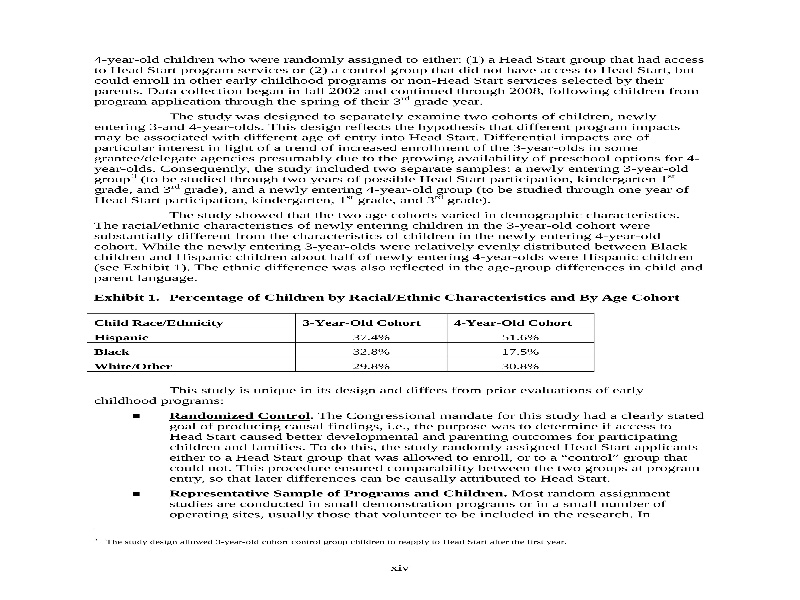 4-year-old children who were randomly assigned to either: (1) a Head Start group that had access
to Head Start program services or (2) a control group that did not have access to Head Start, but
could enroll in other early childhood programs or non-Head Start services selected by their
parents. Data collection began in fall 2002 and continued through 2008, following children from
program application through the spring of their 3rd grade year.
The study was designed to separately examine two cohorts of children, newly
entering 3-and 4-year-olds. This design reflects the hypothesis that different program impacts
may be associated with different age of entry into Head Start. Differential impacts are of
particular interest in light of a trend of increased enrollment of the 3-year-olds in some
grantee/delegate agencies presumably due to the growing availability of preschool options for 4-
year-olds. Consequently, the study included two separate samples: a newly entering 3-year-old
group (to be studied through two years of possible Head Start participation, kindergarten 1st
grade, and 3rd grade), and a newly entering 4-year-old group (to be studied through one year of
Head Start participation, kindergarten, 1st grade, and 3rd grade).
The study showed that the two age cohorts varied in demographic characteristics.
The racial/ethnic characteristics of newly entering children in the 3-year-old cohort were
substantially different from the characteristics of children in the newly entering 4-year-old
cohort. While the newly entering 3-year-olds were relatively evenly distributed between Black
children and Hispanic children about half of newly entering 4-year-olds were Hispanic children
(see Exhibit 1). The ethnic difference was also reflected in the age-group differences in child and
parent language.
Exhibit 1. Percentage of Children by Racial/Ethnic Characteristics and By Age Cohort
Child Race/Ethnicity 3-Year-Old Cohort 4-Year-Old Cohort
Hispanic 37.4% 51.6%
Black 32.8% 17.5%
White/Other 29.8% 30.8%
This study is unique in its design and differs from prior evaluations of early
childhood programs:
▪ Randomized Control. The Congressional mandate for this study had a clearly stated
goal of producing causal findings, i.e., the purpose was to determine if access to
Head Start caused better developmental and parenting outcomes for participating
children and families. To do this, the study randomly assigned Head Start applicants
either to a Head Start group that was allowed to enroll, or to a “control” group that
could not. This procedure ensured comparability between the two groups at program
entry, so that later differences can be causally attributed to Head Start.
▪ Representative Sample of Programs and Children. Most random assignment
studies are conducted in small demonstration programs or in a small number of
operating sites, usually those that volunteer to be included in the research. In
The study design allowed 3-year-old cohort control group children to reapply to Head Start after the first year.
xiv